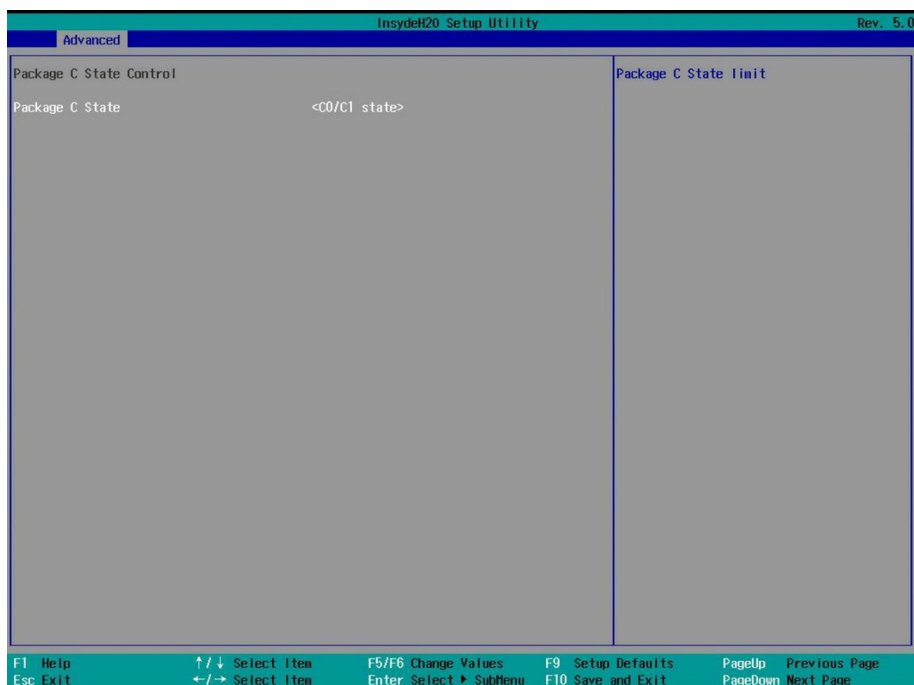 InsydeH20 Setup Utility Rev. 5.0
Advanced
Package C State Control
Package C State limit
Package C State <C0/C1 state>
F1 Help ↑/↓ Select Item F5/F6 Change Values F9 Setup Defaults PageUp Previous Page
Esc Exit ←/→ Select Item Enter Select ▶ SubMenu F10 Save and Exit PageDown Next Page